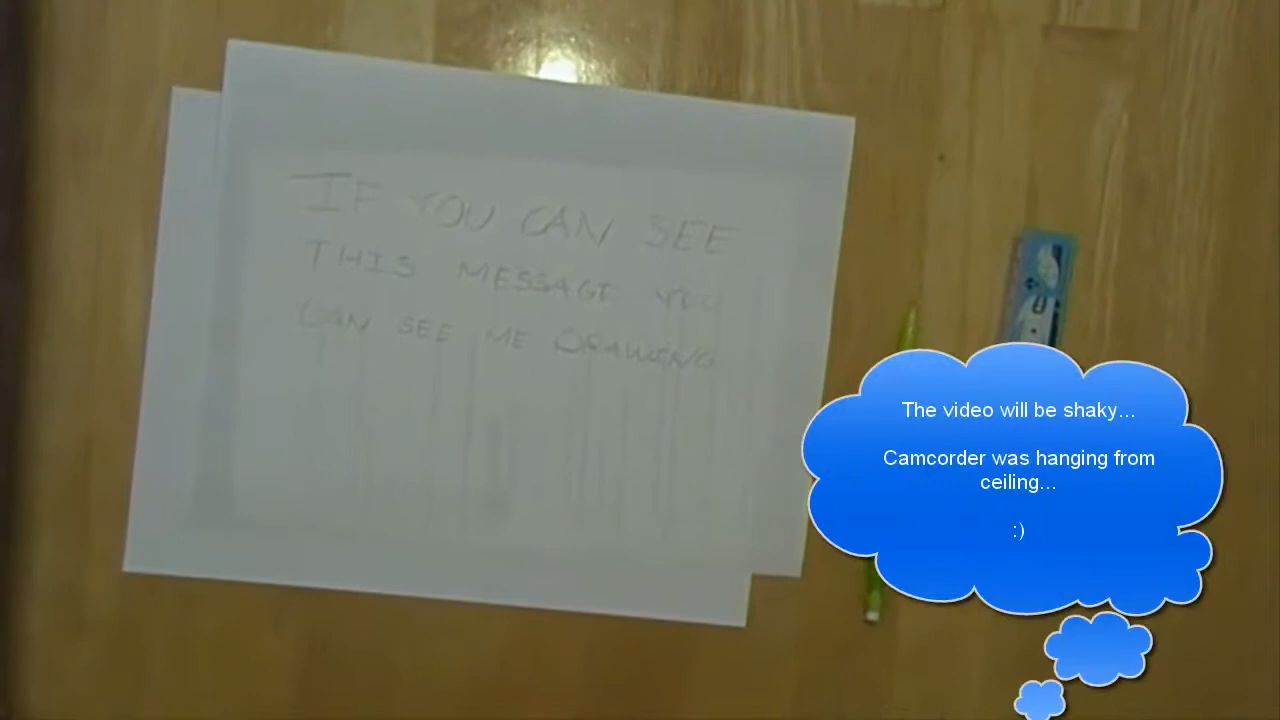 IF YOU CAN SEE
THIS MESSAGE YOU
CAN SEE ME DRAWING
The video will be shaky...
Camcorder was hanging from
ceiling...
:)